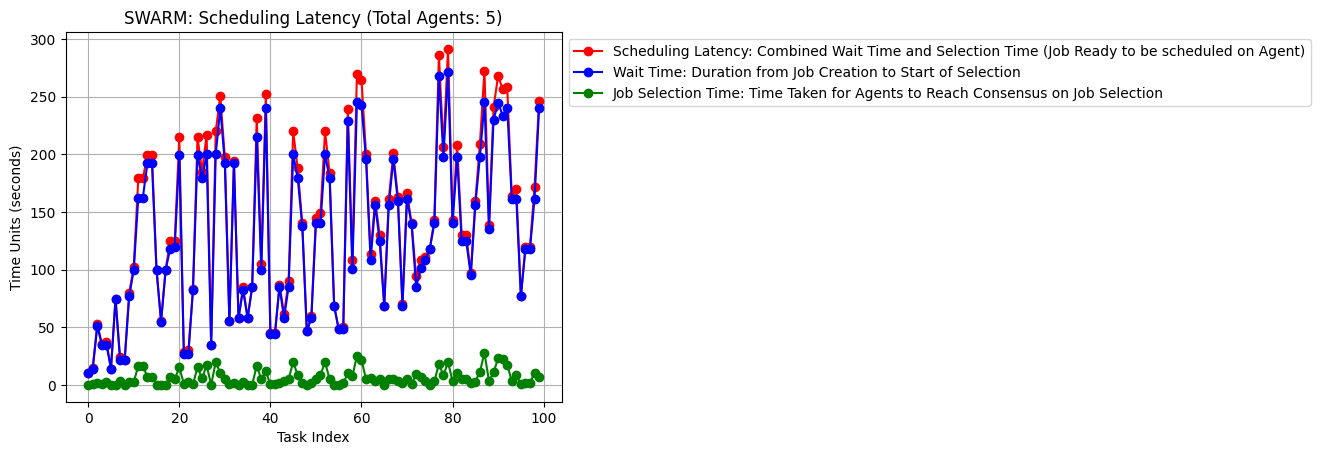 SWARM: Scheduling Latency (Total Agents: 5)
Scheduling Latency: Combined Wait Time and Selection Time (Job Ready to be scheduled on Agent)
Wait Time: Duration from Job Creation to Start of Selection
Job Selection Time: Time Taken for Agents to Reach Consensus on Job Selection
Time Units (seconds)
300
250
200
150
100
50
0
0 20 40 60 80 100
Task Index